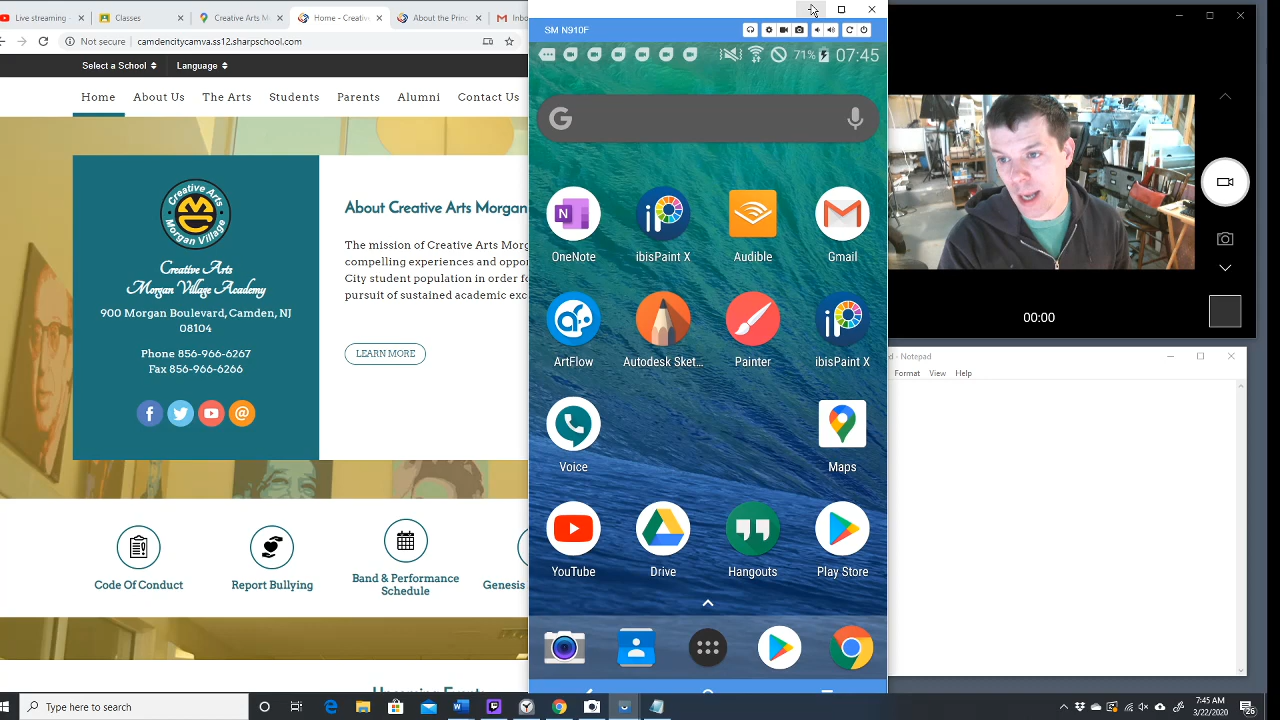 Live streaming -
Classes
Creative Arts M
Home - Creative
About the Princ
Inbo
Not secure
camdencitycavma.ss12.sharpschool.com
Select a School
Language
Home
About Us
The Arts
Students
Parents
Alumni
Contact Us
Creative Arts
Morgan Village
Creative Arts
Morgan Village Academy
900 Morgan Boulevard, Camden, NJ
08104
Phone 856-966-6267
Fax 856-966-6266
About Creative Arts Morgan
The mission of Creative Arts Morg
compelling experiences and oppor
City student population in order fo
pursuit of sustained academic exc
LEARN MORE
Code Of Conduct
Report Bullying
Band & Performance
Schedule
Genesis
Upcoming Events
SM N910F
71%
07:45
G
OneNote
ibisPaint X
Audible
Gmail
ArtFlow
Autodesk Sket...
Painter
ibisPaint X
Voice
Maps
YouTube
Drive
Hangouts
Play Store
00:00
d - Notepad
Format
View
Help
Type here to search
7:45 AM
3/22/2020
26